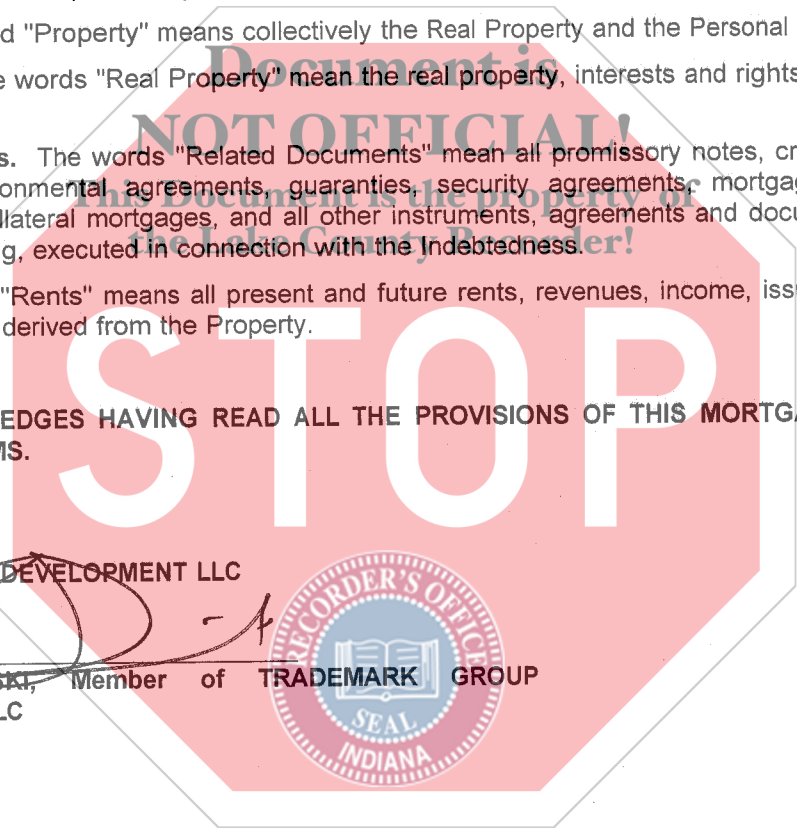 d "Property" means collectively the Real Property and the Personal
Document is
e words "Real Property" mean the real property, interests and rights
NOT OFFICIAL!
s. The words "Related Documents" mean all promissory notes, cr
onmental agreements, guaranties, security agreements, mortgag
This Document is the property of
llateral mortgages, and all other instruments, agreements and docu
g, executed in connection with the Indebtedness.
the Lake County Recorder!
"Rents" means all present and future rents, revenues, income, issu
derived from the Property.
STOP
EDGES HAVING READ ALL THE PROVISIONS OF THIS MORTGA
MS.
DEVELOPMENT LLC
RECORDER'S OFFICE
SKI, Member of TRADEMARK GROUP
LC
SEAL
INDIANA